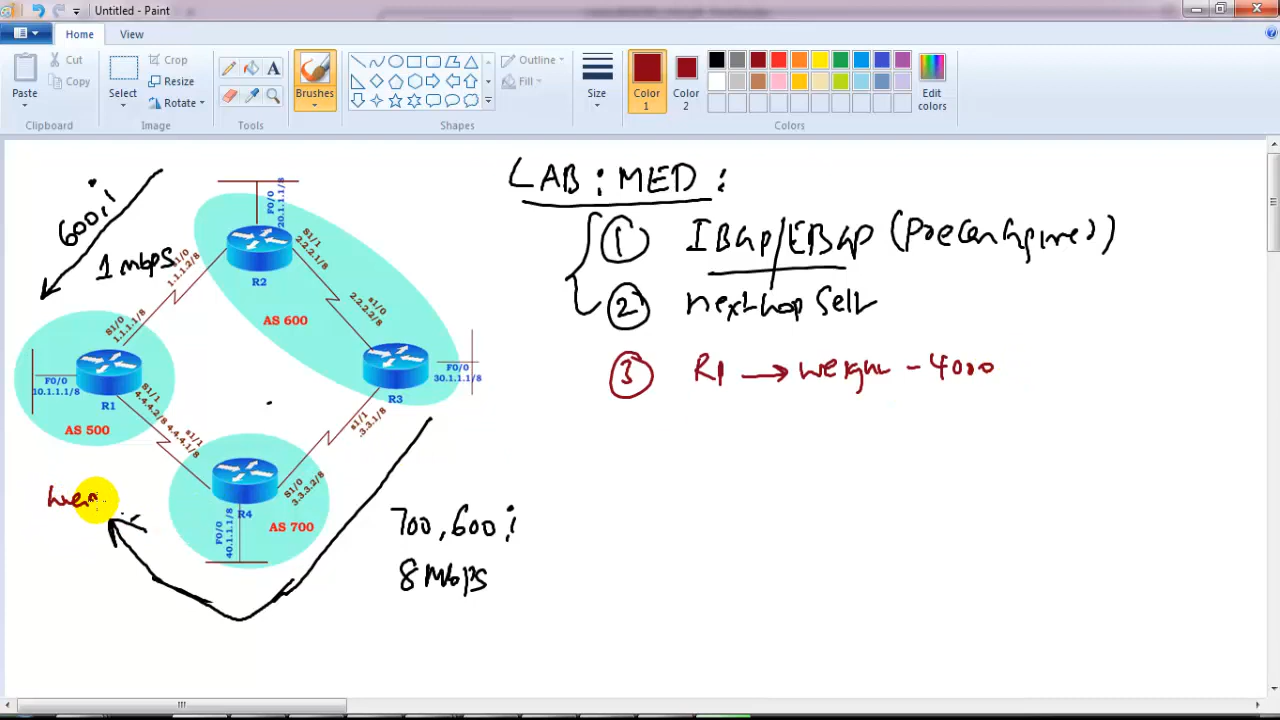 Untitled - Paint
Home
View
Paste
Cut
Copy
Clipboard
Select
Crop
Resize
Rotate
Image
Tools
Brushes
Shapes
Outline
Fill
Size
Color
1
Color
2
Edit
colors
Colors
LAB : MED :
600, i
1 mbps
F0/0
20.1.1.1/8
S1/1
2.2.2.1/8
1.1.1.2/8
R2
1 IBGP/EBGP (Preconfigured)
2 nexthop self
3 R1 → weight - 4000
AS 600
s1/0
2.2.2.2/8
S1/0
1.1.1.1/8
F0/0
10.1.1.1/8
R1
AS 500
F0/0
30.1.1.1/8
R3
S1/1
4.4.4.2/8
s1/1
4.4.4.1/8
s1/1
.3.3.1/8
S1/0
3.3.3.2/8
R4
F0/0
40.1.1.1/8
AS 700
700, 600 i
8 Mbps